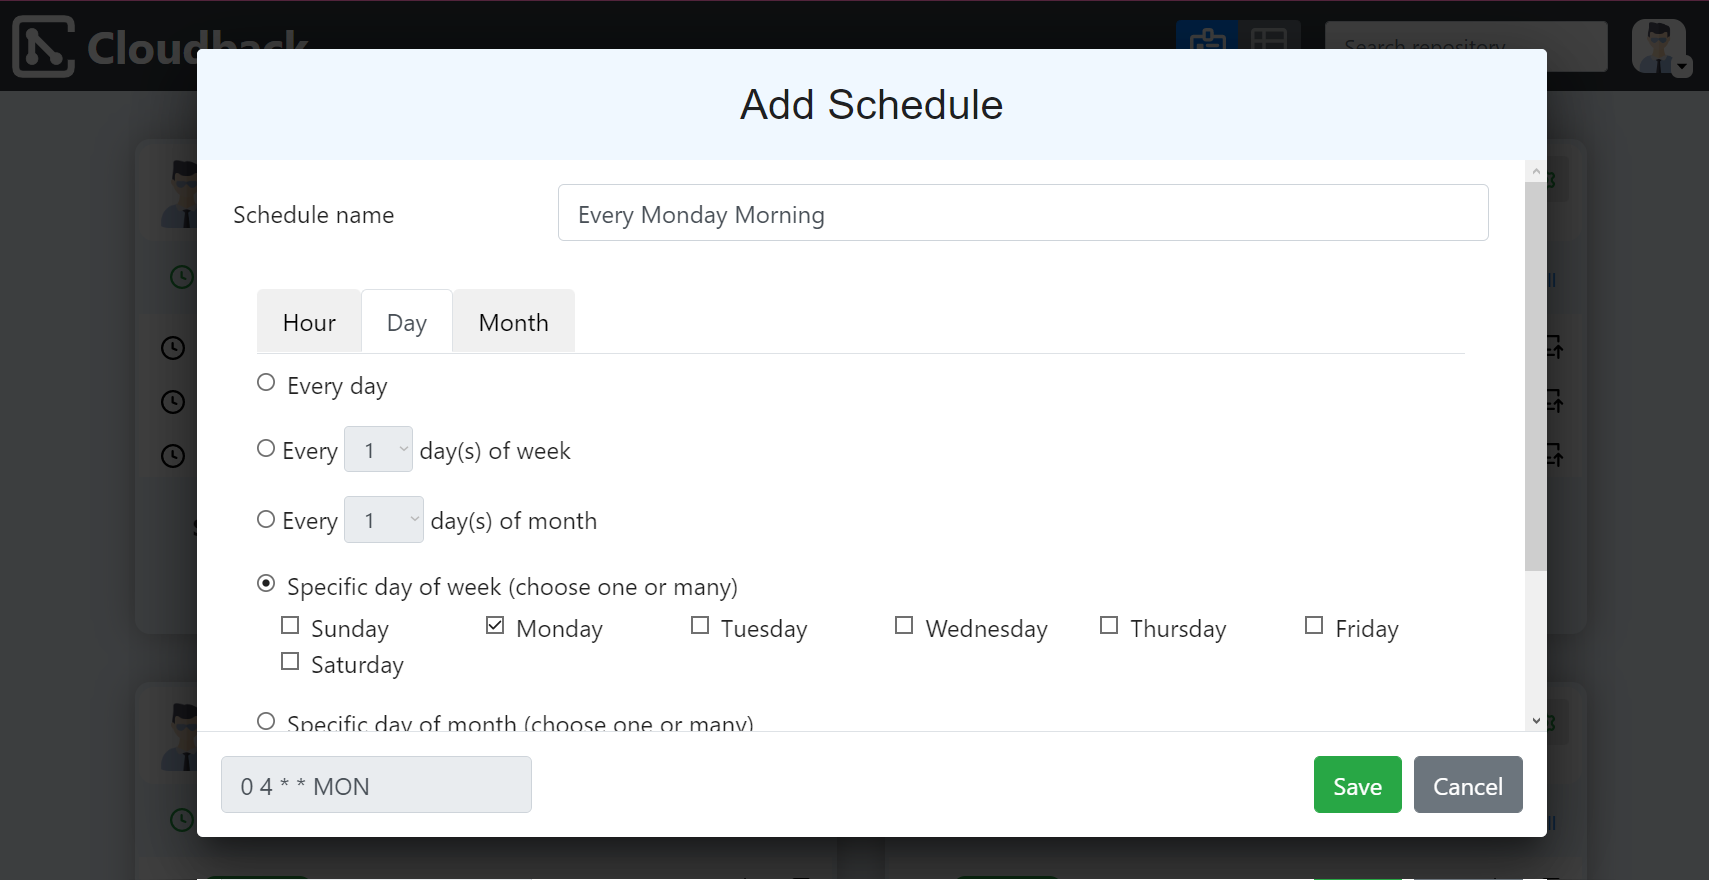 Cloudback
Search repository
Add Schedule
Schedule name
Every Monday Morning
Hour
Day
Month
Every day
Every 1 day(s) of week
Every 1 day(s) of month
Specific day of week (choose one or many)
Sunday
Monday
Tuesday
Wednesday
Thursday
Friday
Saturday
Specific day of month (choose one or many)
0 4 * * MON
Save
Cancel